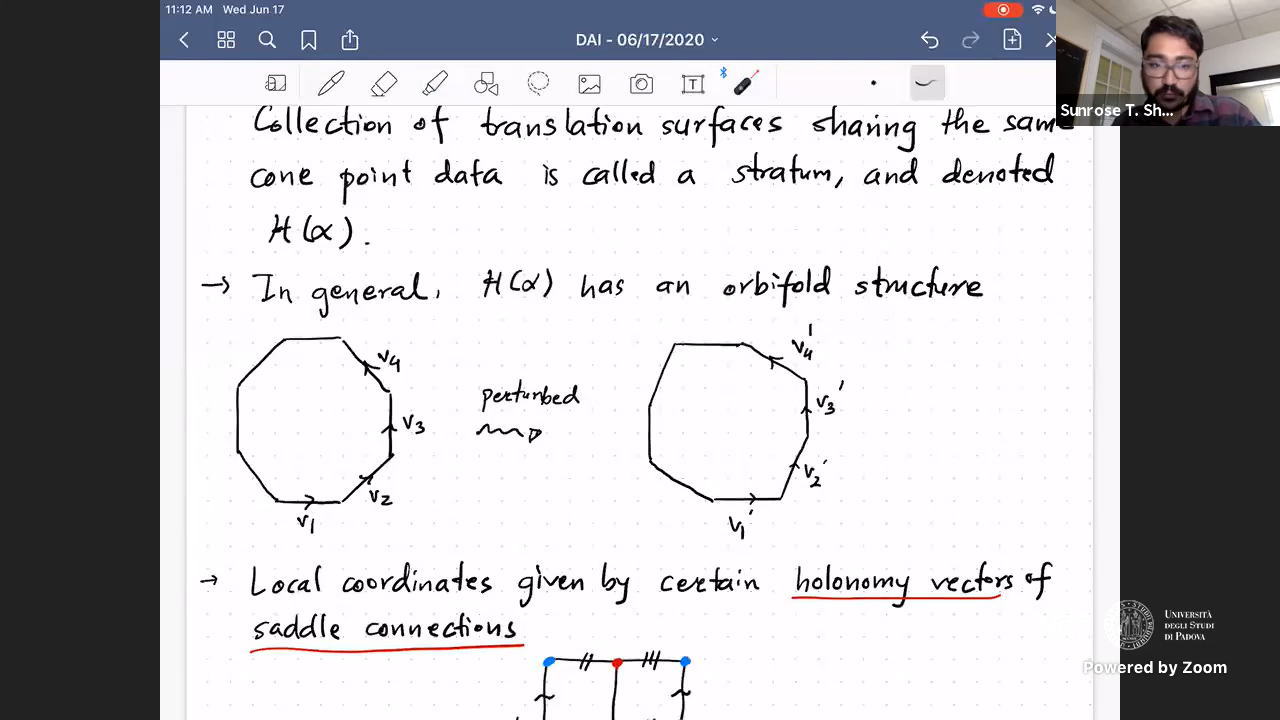 11:12 AM Wed Jun 17
DAI - 06/17/2020
Sunrose T. Sh...
Collection of translation surfaces sharing the same
cone point data is called a stratum, and denoted
H(α).
→ In general, H(α) has an orbifold structure
v4
v3
v2
v1
perturbed
v4'
v3'
v2'
v1'
→ Local coordinates given by certain holonomy vectors of
saddle connections
UNIVERSITÀ
DEGLI STUDI
DI PADOVA
Powered by Zoom